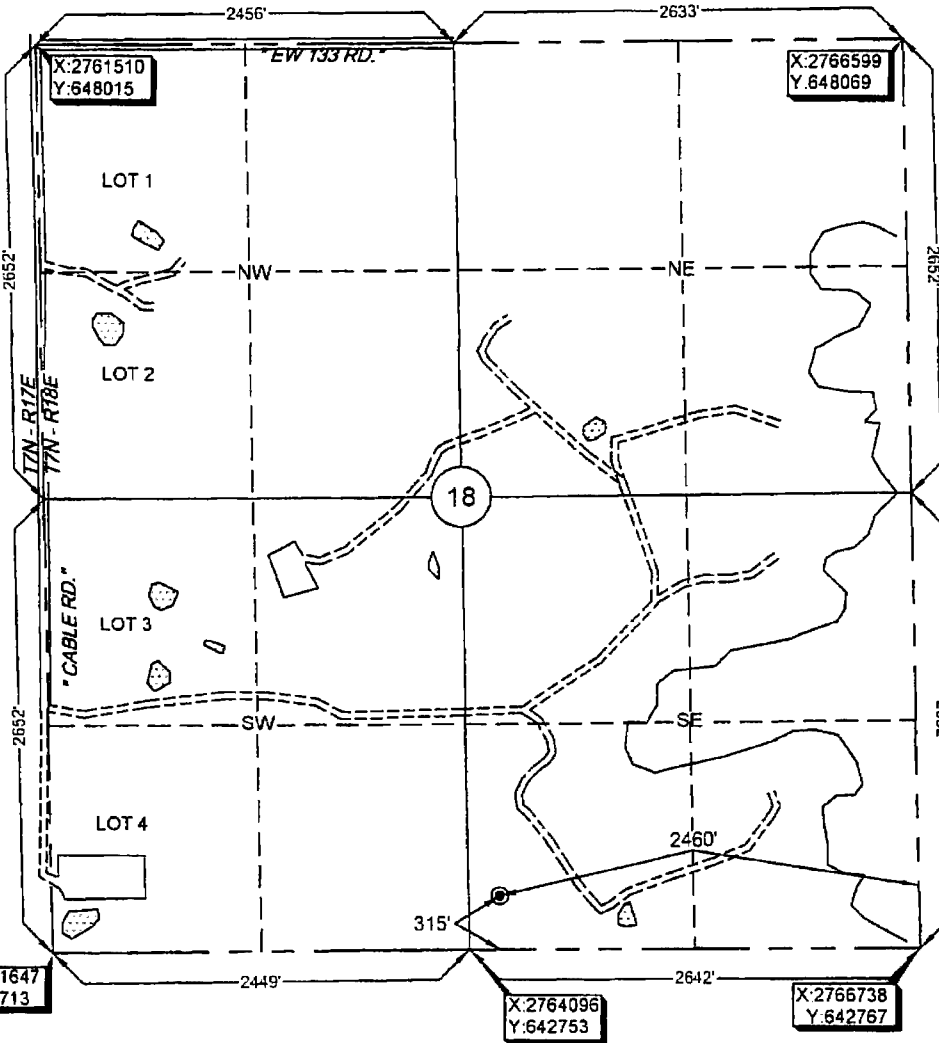 2456'
2633'
"EW 133 RD."
X:2761510
Y:648015
X:2766599
Y.648069
LOT 1
2652'
2652'
NW
NE
LOT 2
T7N - R17E
T7N - R18E
18
"CABLE RD."
LOT 3
2652'
SW
SE
LOT 4
2460'
315'
1647
713
2449'
2642'
X:2764096
Y:642753
X:2766738
Y:642767